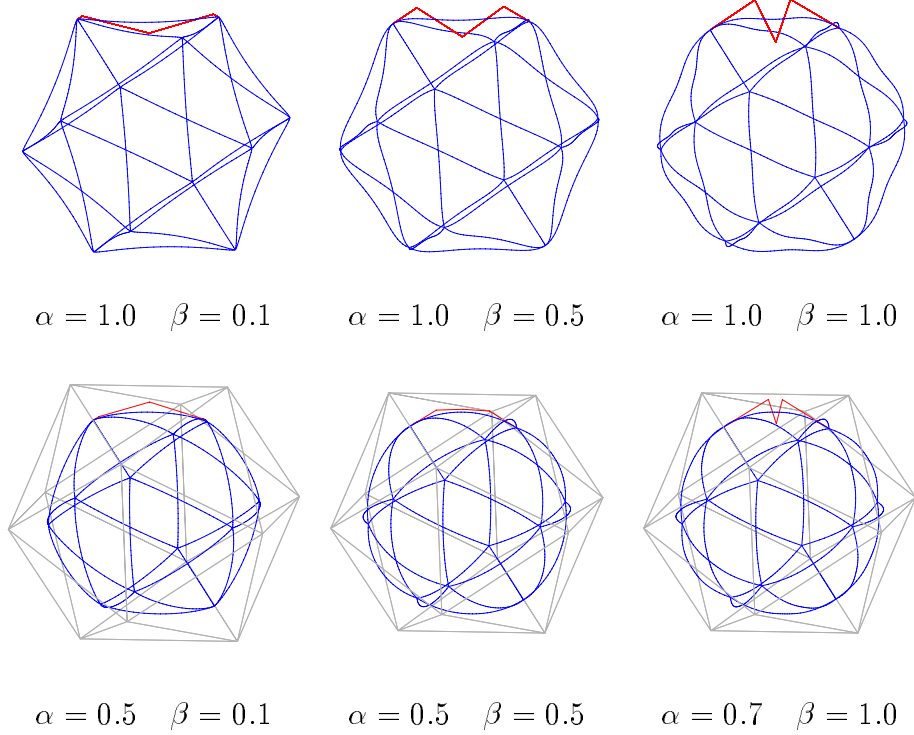 α = 1.0 β = 0.1 α = 1.0 β = 0.5 α = 1.0 β = 1.0
α = 0.5 β = 0.1 α = 0.5 β = 0.5 α = 0.7 β = 1.0